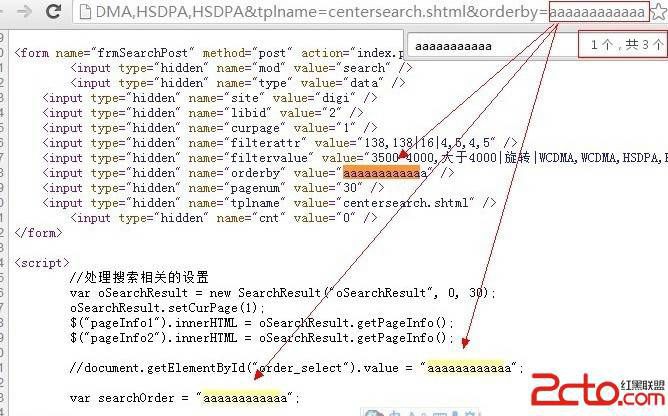 DMA,HSDPA,HSDPA&tplname=centersearch.shtml&orderby=aaaaaaaaaaaa
aaaaaaaaaaa
1 个，共 3 个
<form name="frmSearchPost" method="post" action="index.p
<input type="hidden" name="mod" value="search" />
<input type="hidden" name="type" value="data" />
<input type="hidden" name="site" value="digi" />
<input type="hidden" name="libid" value="2" />
<input type="hidden" name="curpage" value="1" />
<input type="hidden" name="filterattr" value="138,138|16|4,5,4,5" />
<input type="hidden" name="filtervalue" value="3500-4000,大于4000|旋转|WCDMA,WCDMA,HSDPA,H
<input type="hidden" name="orderby" value="aaaaaaaaaaaa" />
<input type="hidden" name="pagenum" value="30" />
<input type="hidden" name="tplname" value="centersearch.shtml" />
<input type="hidden" name="cnt" value="0" />
</form>
<script>
//处理搜索相关的设置
var oSearchResult = new SearchResult("oSearchResult", 0, 30);
oSearchResult.setCurPage(1);
$("pageInfo1").innerHTML = oSearchResult.getPageInfo();
$("pageInfo2").innerHTML = oSearchResult.getPageInfo();
//document.getElementById("order_select").value = "aaaaaaaaaaaa";
var searchOrder = "aaaaaaaaaaaa";
2cto.com
红黑联盟